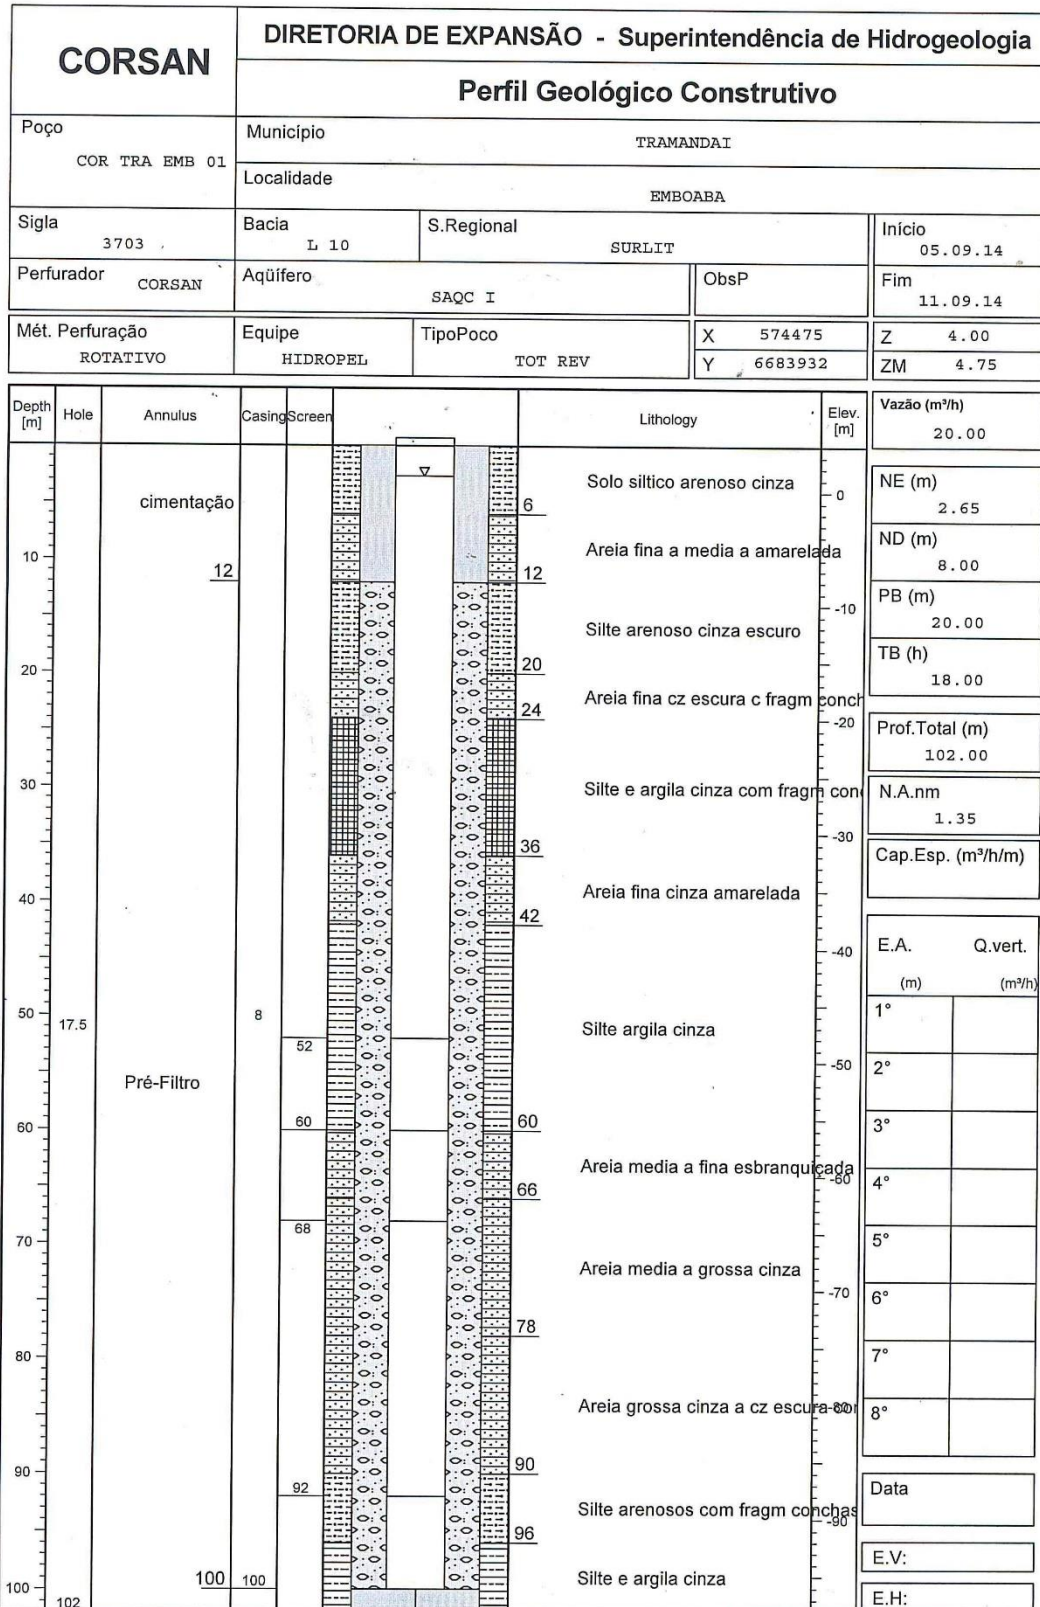 CORSAN
DIRETORIA DE EXPANSÃO - Superintendência de Hidrogeologia
Perfil Geológico Construtivo
Poço
COR TRA EMB 01
Município
TRAMANDAI
Localidade
EMBOABA
Sigla
3703
Bacia
L 10
S.Regional
SURLIT
Início
05.09.14
Perfurador
CORSAN
Aqüífero
SAQC I
ObsP
Fim
11.09.14
Mét. Perfuração
ROTATIVO
Equipe
HIDROPEL
TipoPoco
TOT REV
X 574475
Y 6683932
Z 4.00
ZM 4.75
Depth [m]
Hole
Annulus
Casing
Screen
Lithology
Elev. [m]
Vazão (m³/h)
20.00
NE (m)
2.65
ND (m)
8.00
PB (m)
20.00
TB (h)
18.00
Prof.Total (m)
102.00
N.A.nm
1.35
Cap.Esp. (m³/h/m)
E.A. Q.vert.
(m) (m³/h)
1°
2°
3°
4°
5°
6°
7°
8°
Data
E.V:
E.H:
10
20
30
40
50
60
70
80
90
100
17.5
102
cimentação
12
Pré-Filtro
100
8
100
52
60
68
92
6
12
20
24
36
42
60
66
78
90
96
Solo siltico arenoso cinza
Areia fina a media a amarelada
Silte arenoso cinza escuro
Areia fina cz escura c fragm conch
Silte e argila cinza com fragm con
Areia fina cinza amarelada
Silte argila cinza
Areia media a fina esbranquiçada
Areia media a grossa cinza
Areia grossa cinza a cz escura con
Silte arenosos com fragm conchas
Silte e argila cinza
0
-10
-20
-30
-40
-50
-60
-70
-80
-90